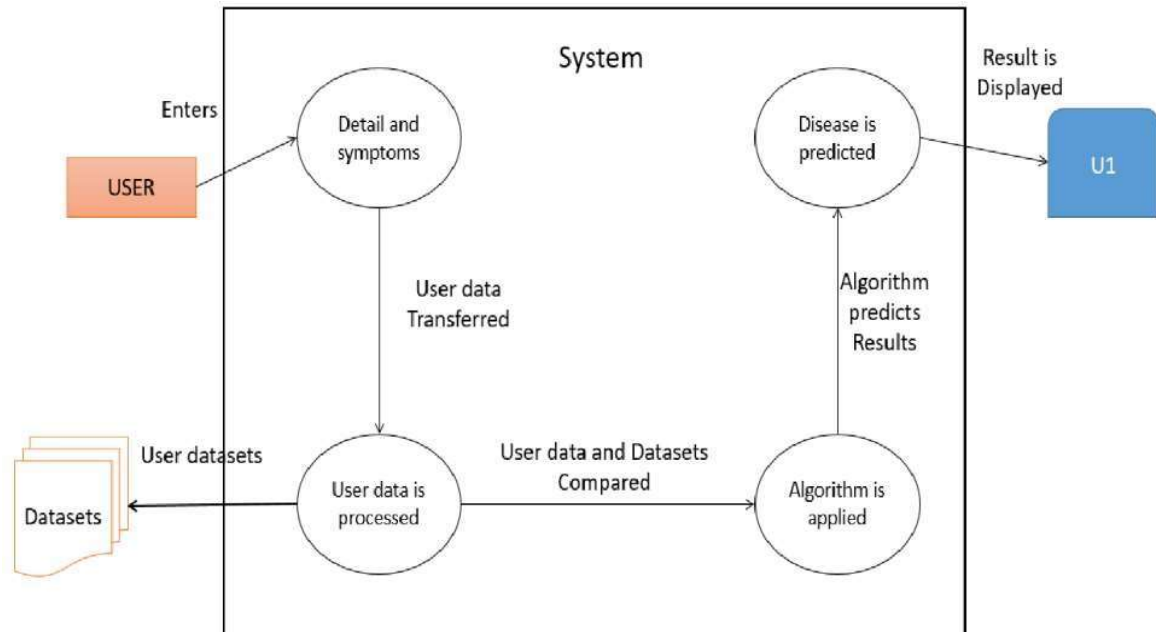 System
Enters
USER
Detail and
symptoms
Disease is
predicted
Result is
Displayed
U1
User data
Transferred
Algorithm
predicts
Results
User datasets
Datasets
User data is
processed
User data and Datasets
Compared
Algorithm is
applied